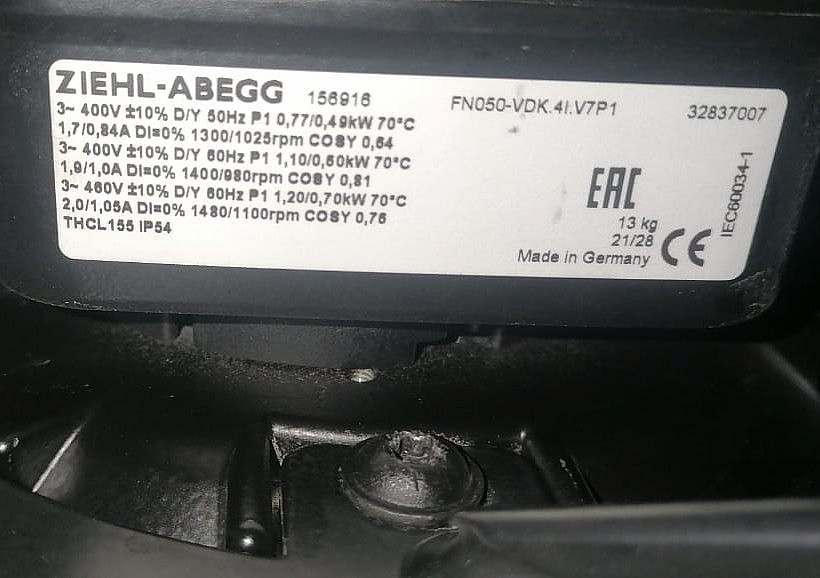 ZIEHL-ABEGG 156916 FN050-VDK.4I.V7P1 32837007
3~ 400V ±10% D/Y 50Hz P1 0,77/0,49kW 70°C
1,7/0,84A DI=0% 1300/1025rpm COSY 0,64
3~ 400V ±10% D/Y 60Hz P1 1,10/0,60kW 70°C
1,9/1,0A DI=0% 1400/980rpm COSY 0,81
3~ 460V ±10% D/Y 60Hz P1 1,20/0,70kW 70°C
2,0/1,05A DI=0% 1480/1100rpm COSY 0,76
THCL155 IP54
EAC
13 kg
21/28
Made in Germany CE
IEC60034-1